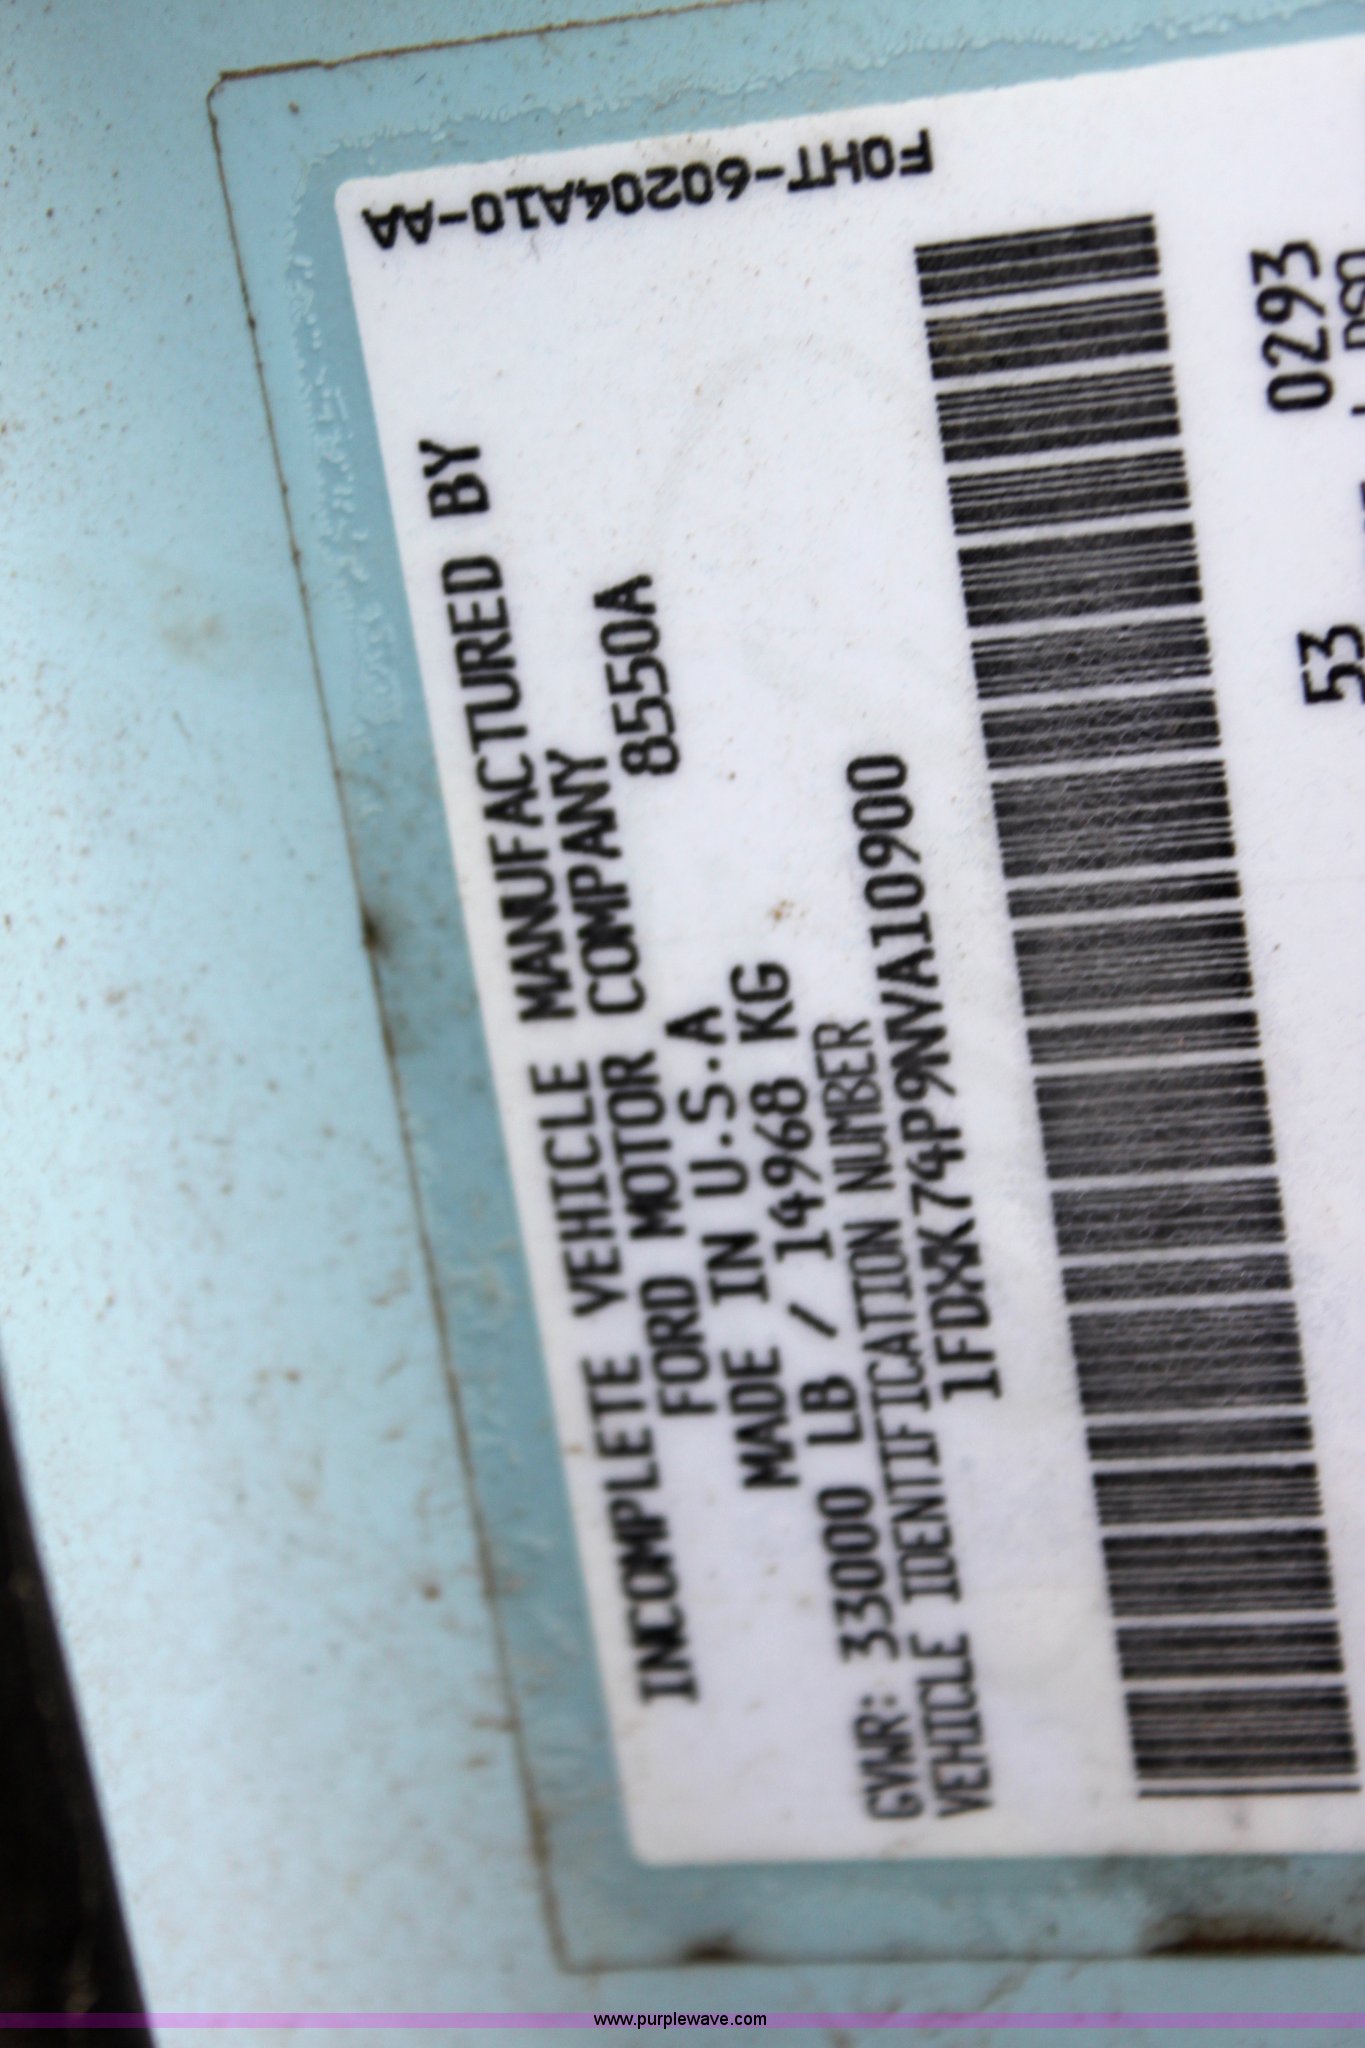 F0HT-60204A10-AA
INCOMPLETE VEHICLE MANUFACTURED BY
FORD MOTOR COMPANY
MADE IN U.S.A 8550A
GVWR: 33000 LB / 14968 KG
VEHICLE IDENTIFICATION NUMBER
1FDXK74P9NVA10900
53 0293
www.purplewave.com